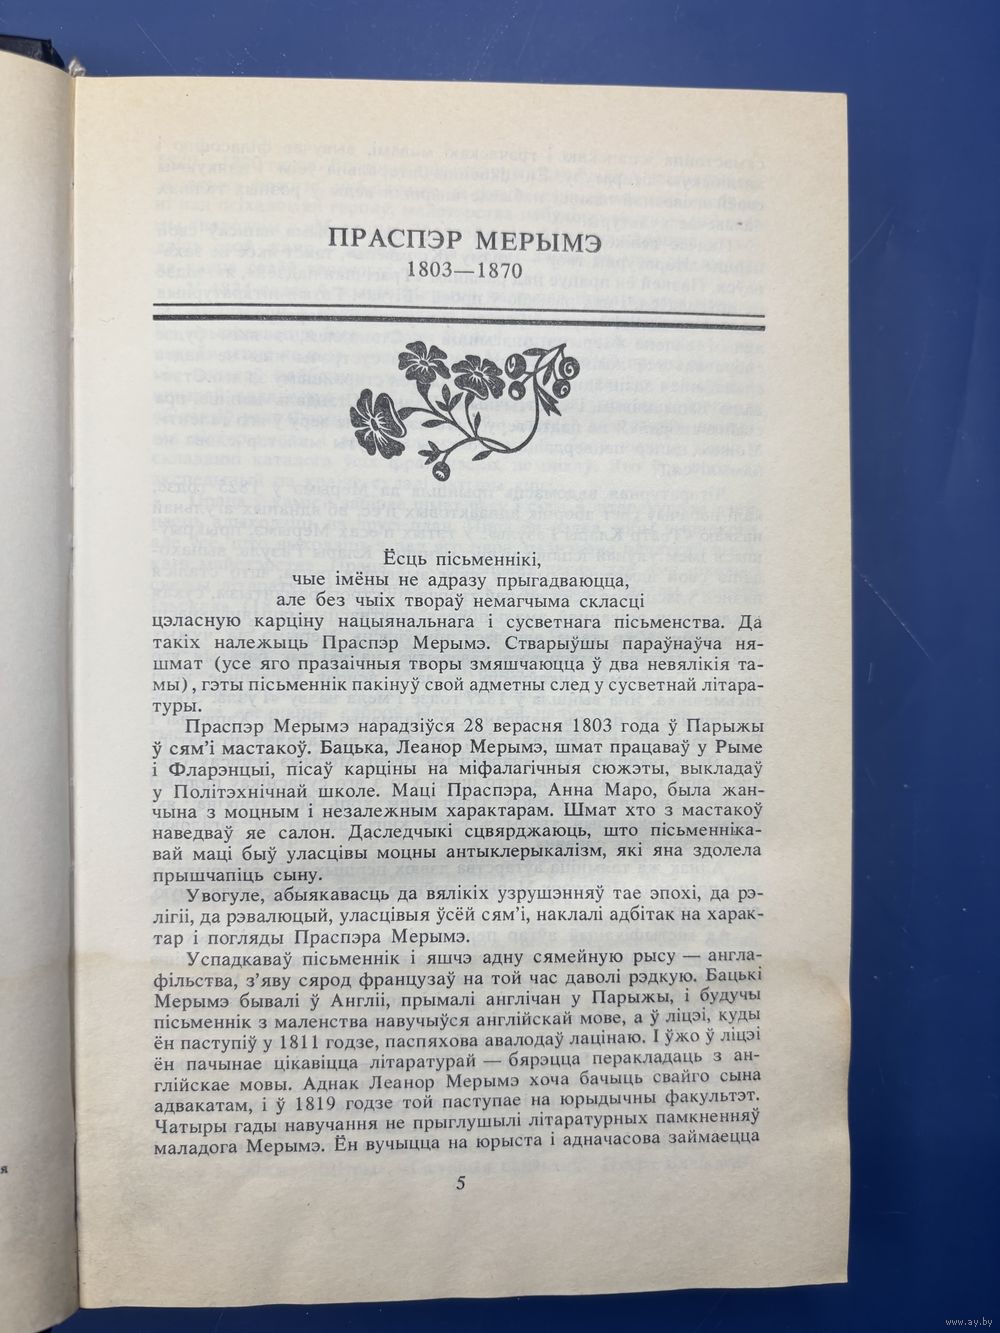 ПРАСПЭР МЕРЫМЭ
1803—1870
Ёсць пісьменнікі,
чые імёны не адразу прыгадваюцца,
але без чыіх твораў немагчыма скласці
цэласную карціну нацыянальнага і сусветнага пісьменства. Да
такіх належыць Праспэр Мерымэ. Стварыўшы параўнаўча ня-
шмат (усе яго празаічныя творы змяшчаюцца ў два невялікія та-
мы), гэты пісьменнік пакінуў свой адметны след у сусветнай літара-
туры.
Праспэр Мерымэ нарадзіўся 28 верасня 1803 года ў Парыжы
ў сям’і мастакоў. Бацька, Леанор Мерымэ, шмат працаваў у Рыме
і Фларэнцыі, пісаў карціны на міфалагічныя сюжэты, выкладаў
у Політэхнічнай школе. Маці Праспэра, Анна Маро, была жан-
чына з моцным і незалежным характарам. Шмат хто з мастакоў
наведваў яе салон. Даследчыкі сцвярджаюць, што пісьменніка-
вай маці быў уласцівы моцны антыклерыкалізм, які яна здолела
прышчапіць сыну.
Увогуле, абыякавасць да вялікіх узрушэнняў тае эпохі, да рэ-
лігіі, да рэвалюцый, уласцівыя ўсёй сям’і, наклалі адбітак на харак-
тар і погляды Праспэра Мерымэ.
Успадкаваў пісьменнік і яшчэ адну сямейную рысу — англа-
фільства, з’яву сярод французаў на той час даволі рэдкую. Бацькі
Мерымэ бывалі ў Англіі, прымалі англічан у Парыжы, і будучы
пісьменнік з маленства навучыўся англійскай мове, а ў ліцэі, куды
ён паступіў у 1811 годзе, паспяхова авалодаў лацінаю. І ўжо ў ліцэі
ён пачынае цікавіцца літаратурай — бярэцца перакладаць з ан-
глійскае мовы. Аднак Леанор Мерымэ хоча бачыць свайго сына
адвакатам, і ў 1819 годзе той паступае на юрыдычны факультэт.
Чатыры гады навучання не прыглушылі літаратурных памкненняў
маладога Мерымэ. Ён вучыцца на юрыста і адначасова займаецца
5
я
www.ay.by